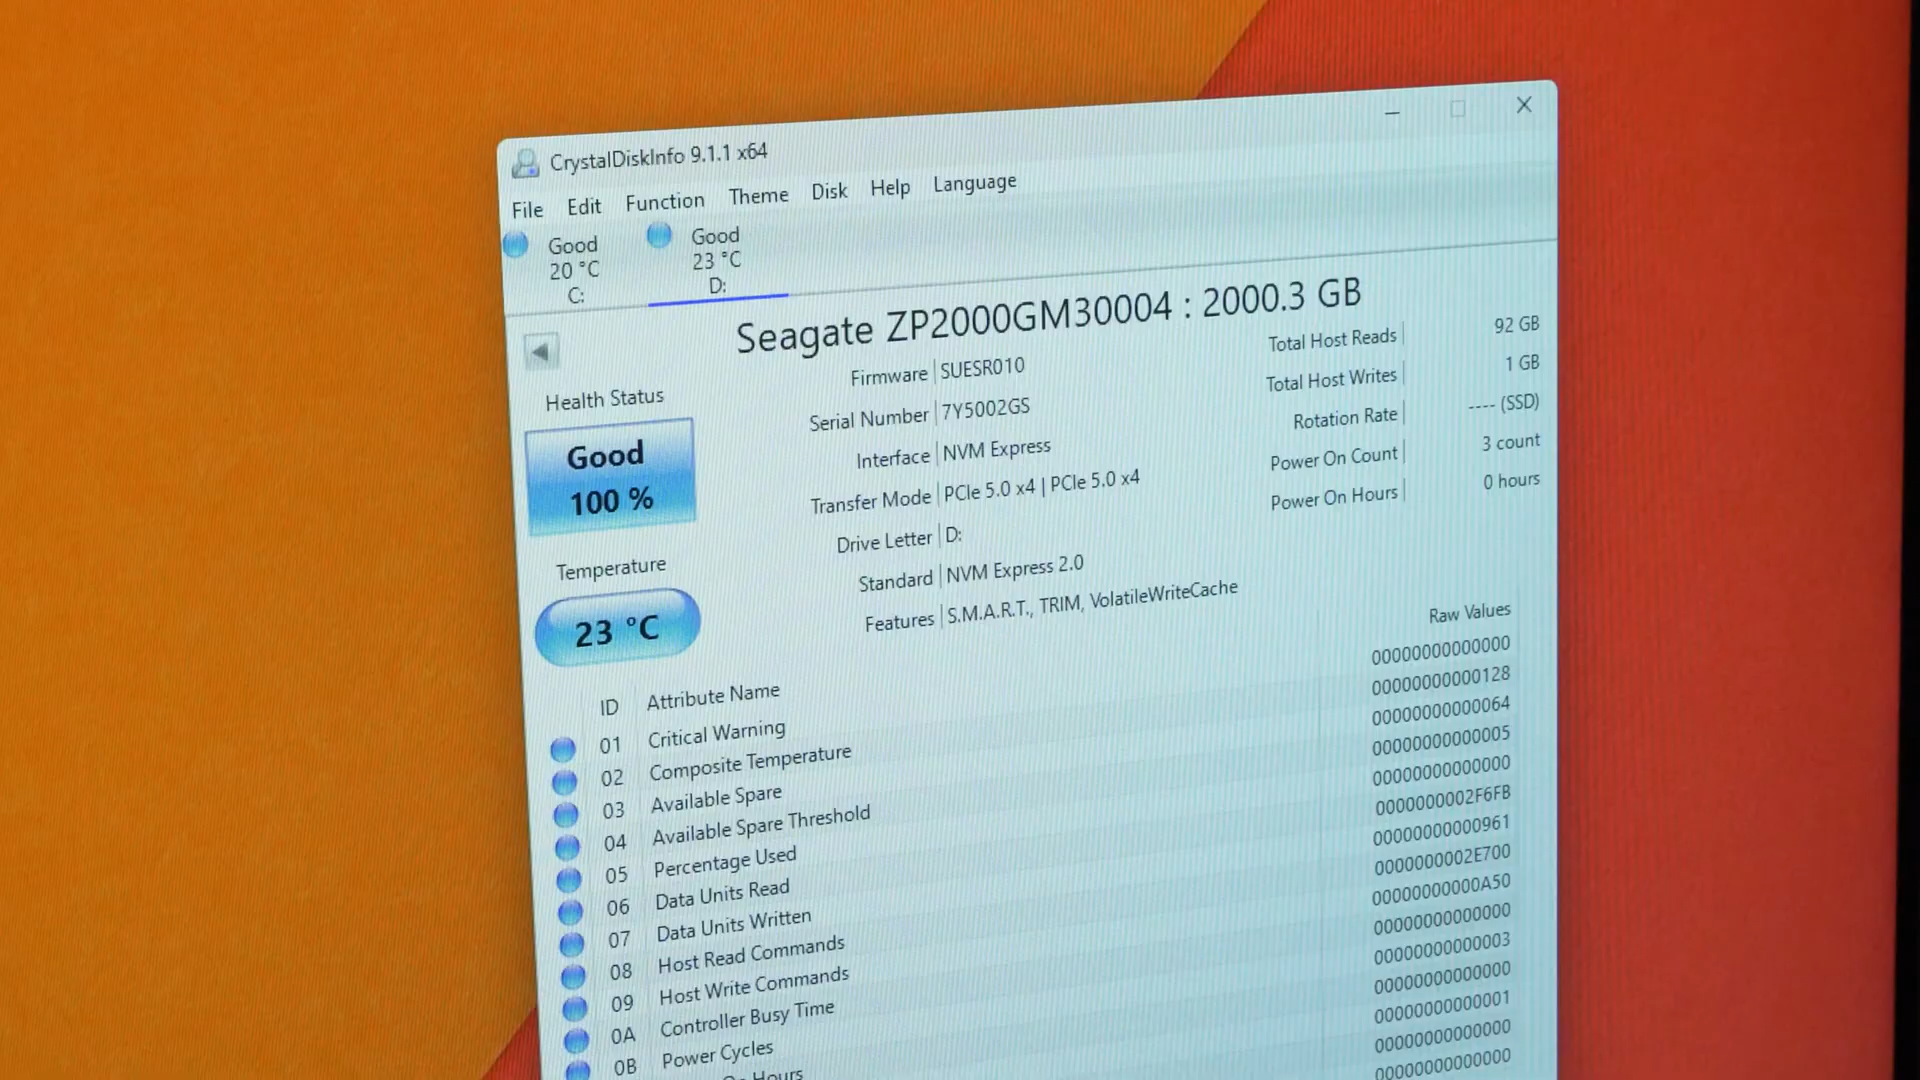 CrystalDiskInfo 9.1.1 x64
File Edit Function Theme Disk Help Language
Good Good
20 °C 23 °C
C: D:
Seagate ZP2000GM30004 : 2000.3 GB
Health Status
Good
100 %
Temperature
23 °C
Firmware SUESR010
Serial Number 7Y5002GS
Interface NVM Express
Transfer Mode PCIe 5.0 x4 | PCIe 5.0 x4
Drive Letter D:
Standard NVM Express 2.0
Features S.M.A.R.T., TRIM, VolatileWriteCache
Total Host Reads 92 GB
Total Host Writes 1 GB
Rotation Rate ---- (SSD)
Power On Count 3 count
Power On Hours 0 hours
ID Attribute Name Raw Values
01 Critical Warning 00000000000000
02 Composite Temperature 00000000000128
03 Available Spare 00000000000064
04 Available Spare Threshold 00000000000005
05 Percentage Used 00000000000000
06 Data Units Read 0000000002F6FB
07 Data Units Written 00000000000961
08 Host Read Commands 0000000002E700
09 Host Write Commands 00000000000A50
0A Controller Busy Time 00000000000000
0B Power Cycles 00000000000003
Hours 00000000000000
00000000000001
00000000000000
00000000000000